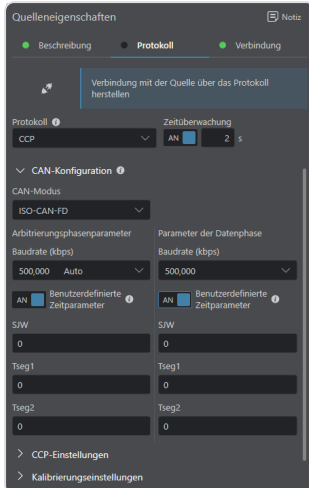 Quelleneigenschaften
Notiz
Beschreibung Protokoll Verbindung
Verbindung mit der Quelle über das Protokoll
herstellen
Protokoll Zeitüberwachung
CCP AN 2 s
CAN-Konfiguration
CAN-Modus
ISO-CAN-FD
Arbitrierungsphasenparameter Parameter der Datenphase
Baudrate (kbps) Baudrate (kbps)
500,000 Auto 500,000
AN Benutzerdefinierte Zeitparameter AN Benutzerdefinierte Zeitparameter
SJW SJW
0 0
Tseg1 Tseg1
0 0
Tseg2 Tseg2
0 0
CCP-Einstellungen
Kalibrierungseinstellungen